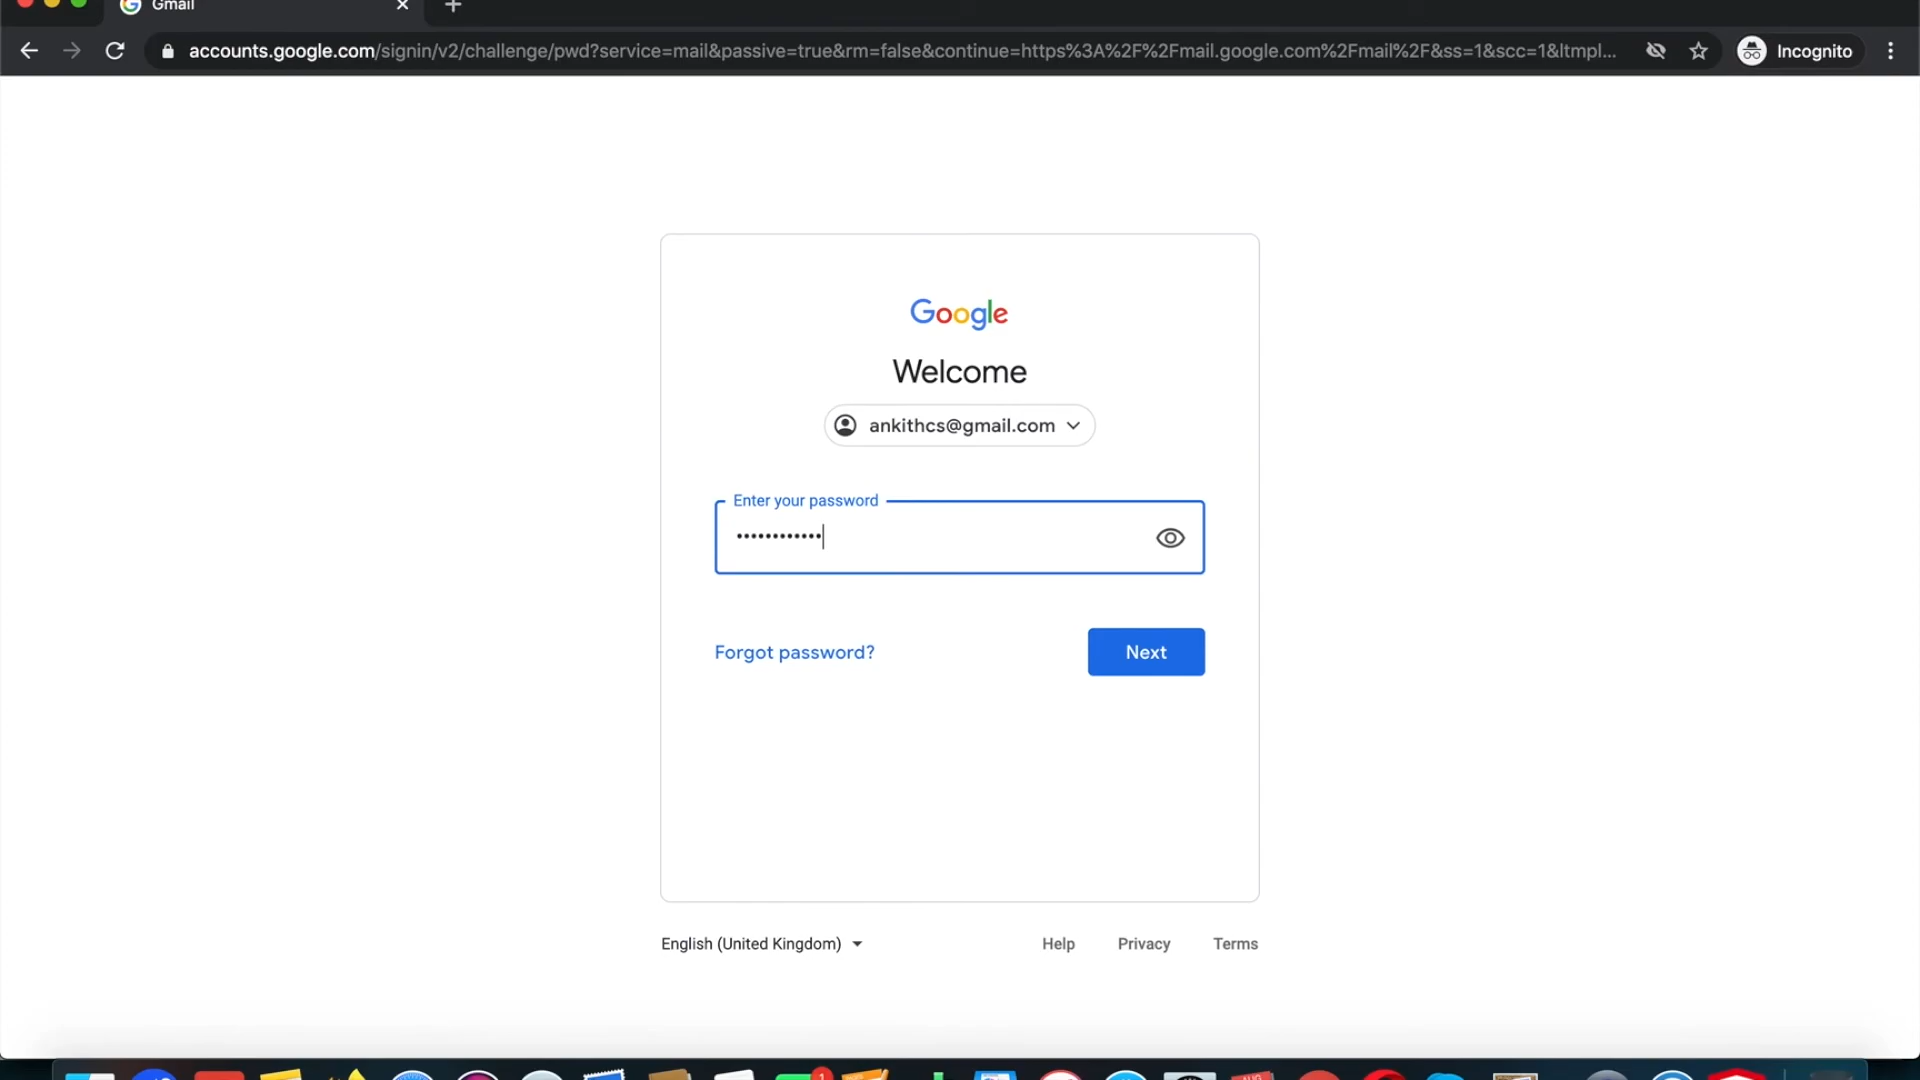 Gmail
accounts.google.com/signin/v2/challenge/pwd?service=mail&passive=true&rm=false&continue=https%3A%2F%2Fmail.google.com%2Fmail%2F&ss=1&scc=1&ltmpl...
Incognito
Google
Welcome
ankithcs@gmail.com
Enter your password
••••••••••••
Forgot password?
Next
English (United Kingdom)
Help
Privacy
Terms
1